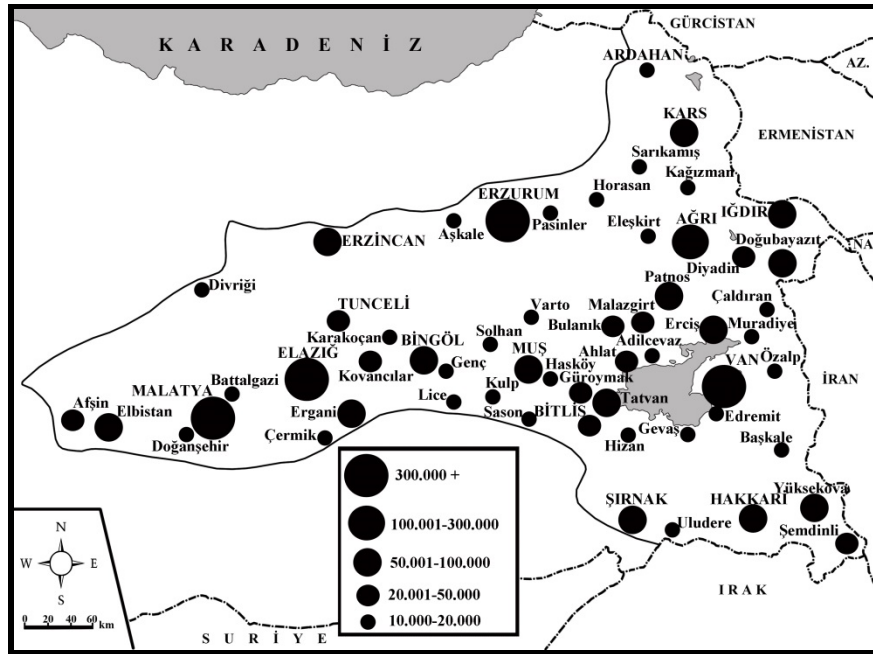 GÜRCİSTAN
KARADENİZ
ARDAHAN
AZ.
KARS
ERMENİSTAN
Sarıkamış
Kağızman
Horasan
ERZURUM
Pasinler
Aşkale
Eleşkirt
AĞRI
IĞDIR
ERZİNCAN
Doğubayazıt
NA
Diyadin
Patnos
Divriği
TUNCELİ
Varto
Malazgirt
Çaldıran
Karakoçan
Bulanık
Erciş
Muradiye
Solhan
BİNGÖL
Adilcevaz
ELAZIĞ
Kovancılar
Genç
MUŞ
Hasköy
Ahlat
VAN
Özalp
İRAN
MALATYA
Battalgazi
Güroymak
Lice
Kulp
Tatvan
Afşin
Elbistan
Ergani
Sason
BİTLİS
Edremit
Doğanşehir
Çermik
Hizan
Gevaş
Başkale
300.000 +
Yüksekova
ŞIRNAK
HAKKARİ
100.001-300.000
Uludere
Şemdinli
N
W E
S
50.001-100.000
20.001-50.000
IRAK
10.000-20.000
0 20 40 60
km
SURİYE